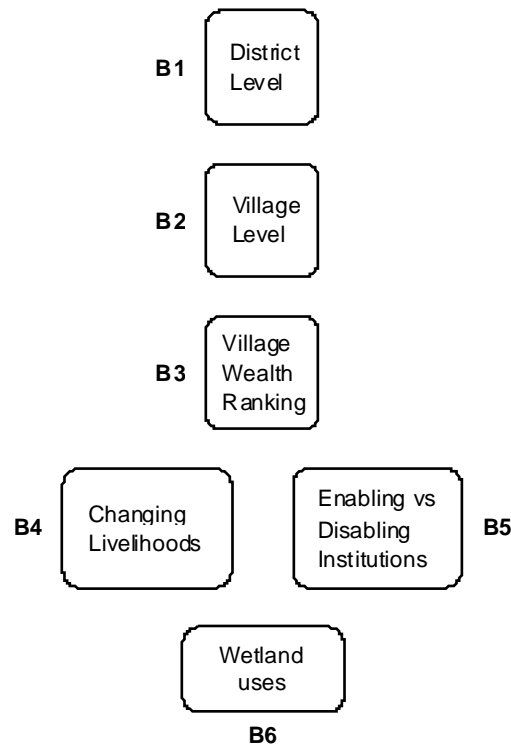 B1
District
Level
B2
Village
Level
B3
Village
Wealth
Ranking
B4
Changing
Livelihoods
Enabling vs
Disabling
Institutions
B5
Wetland
uses
B6